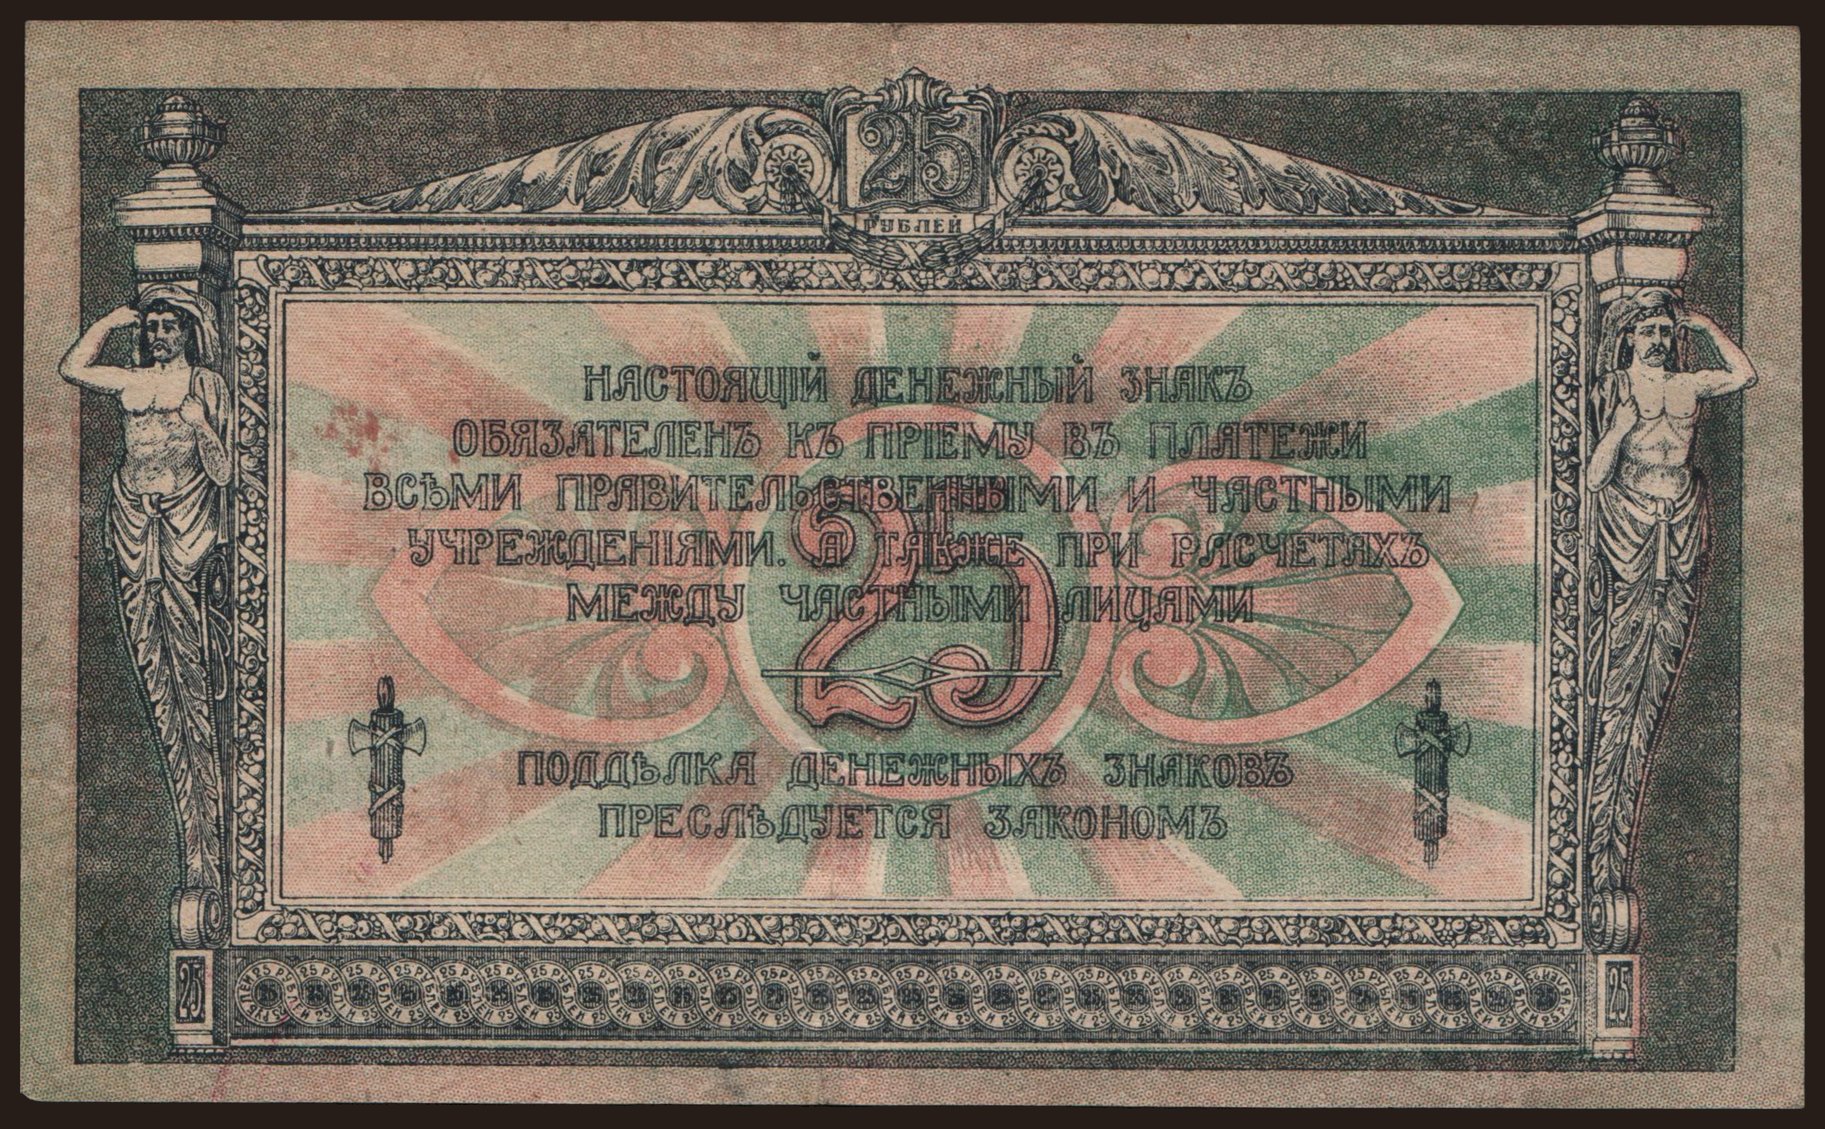 25
РУБЛЕЙ
НАСТОЯЩІЙ ДЕНЕЖНЫЙ ЗНАКЪ
ОБЯЗАТЕЛЕНЪ КЪ ПРІЕМУ ВЪ ПЛАТЕЖИ
ВСѢМИ ПРАВИТЕЛЬСТВЕННЫМИ И ЧАСТНЫМИ
УЧРЕЖДЕНІЯМИ. А ТАКЖЕ ПРИ РАСЧЕТАХЪ
МЕЖДУ ЧАСТНЫМИ ЛИЦАМИ
25
ПОДДѢЛКА ДЕНЕЖНЫХЪ ЗНАКОВЪ
ПРЕСЛѢДУЕТСЯ ЗАКОНОМЪ
25 25